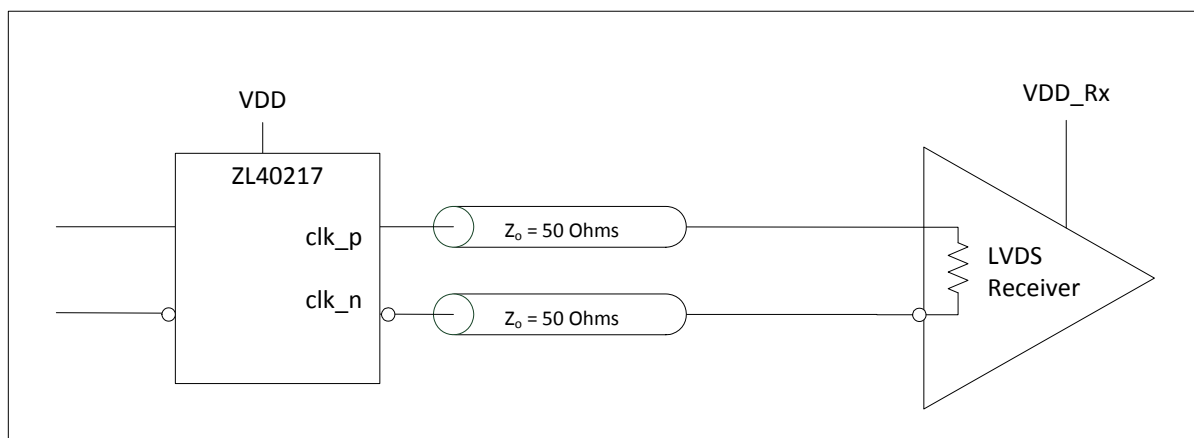 VDD
VDD_Rx
ZL40217
clk_p
Zₒ = 50 Ohms
LVDS
Receiver
clk_n
Zₒ = 50 Ohms